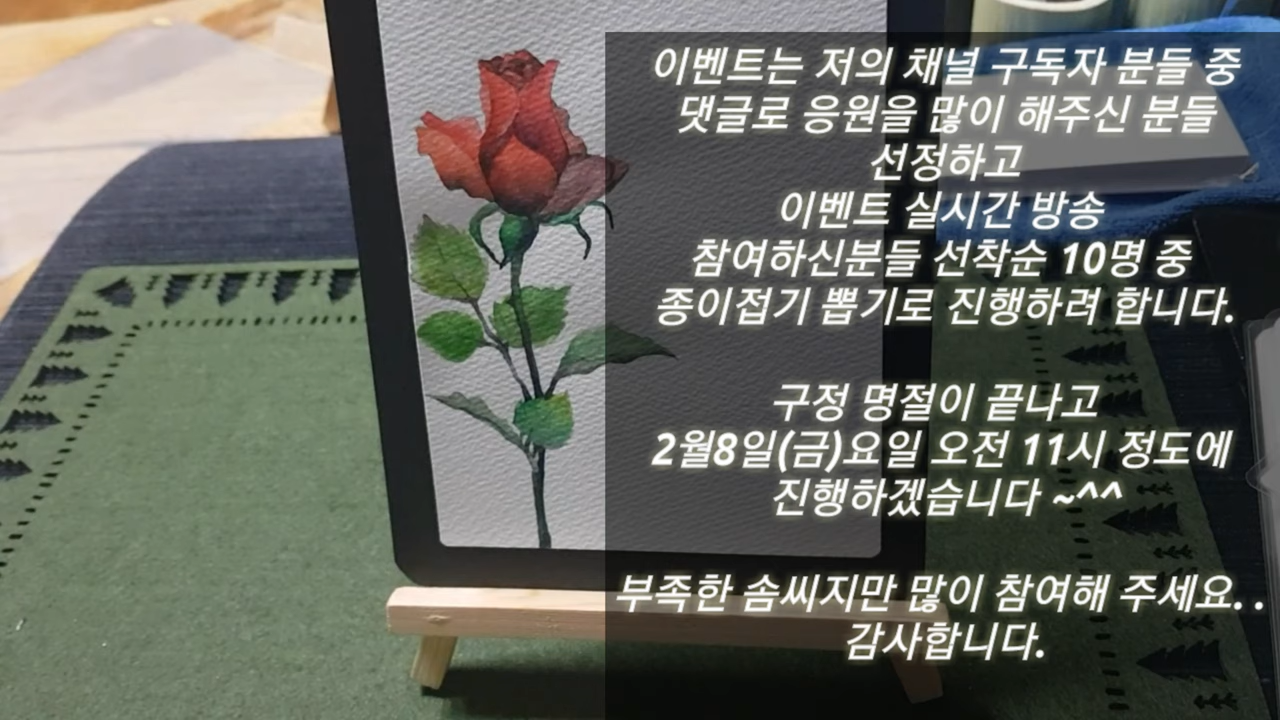 이벤트는 저의 채널 구독자 분들 중
댓글로 응원을 많이 해주신 분들
선정하고
이벤트 실시간 방송
참여하신분들 선착순 10명 중
종이접기 뽑기로 진행하려 합니다.
구정 명절이 끝나고
2월8일(금)요일 오전 11시 정도에
진행하겠습니다 ~^^
부족한 솜씨지만 많이 참여해 주세요. .
감사합니다.